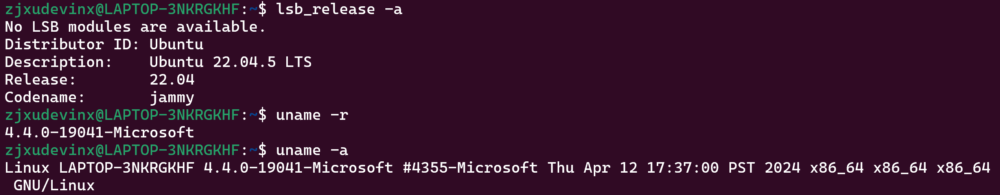 zjxudevinx@LAPTOP-3NKRGKHF:~$ lsb_release -a
No LSB modules are available.
Distributor ID: Ubuntu
Description:    Ubuntu 22.04.5 LTS
Release:        22.04
Codename:       jammy
zjxudevinx@LAPTOP-3NKRGKHF:~$ uname -r
4.4.0-19041-Microsoft
zjxudevinx@LAPTOP-3NKRGKHF:~$ uname -a
Linux LAPTOP-3NKRGKHF 4.4.0-19041-Microsoft #4355-Microsoft Thu Apr 12 17:37:00 PST 2024 x86_64 x86_64 x86_64
 GNU/Linux